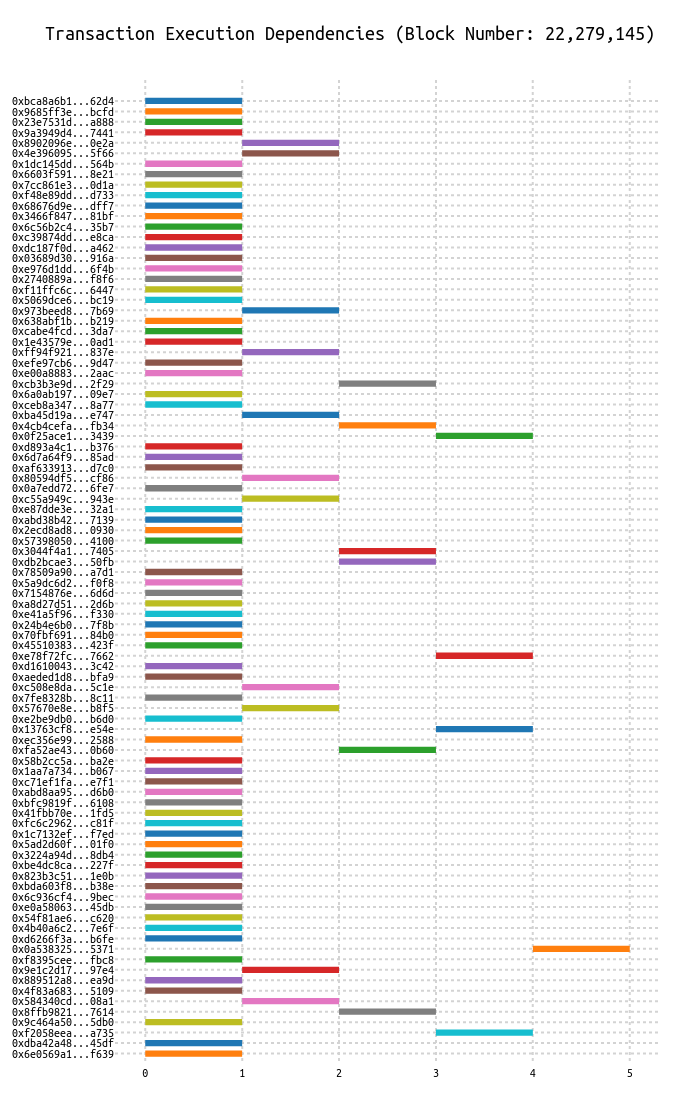 Transaction Execution Dependencies (Block Number: 22,279,145)
0xbca8a6b1...62d4
0x9685ff3e...bcfd
0x23e7531d...a888
0x9a3949d4...7441
0x8902096e...0e2a
0x4e396095...5f66
0x1dc145dd...564b
0x6603f591...8e21
0x7cc861e3...0d1a
0xf48e89dd...d733
0x68676d9e...dff7
0x3466f847...81bf
0x6c56b2c4...35b7
0xc39874dd...e8ca
0xdc187f0d...a462
0x03689d30...916a
0xe976d1dd...6f4b
0x2740889a...f8f6
0xf11ffc6c...6447
0x5069dce6...bc19
0x973beed8...7b69
0x638abf1b...b219
0xcabe4fcd...3da7
0x1e43579e...0ad1
0xff94f921...837e
0xefe97cb6...9d47
0xe00a8883...2aac
0xcb3b3e9d...2f29
0x6a0ab197...09e7
0xceb8a347...8a77
0xba45d19a...e747
0x4cb4cefa...fb34
0x0f25ace1...3439
0xd893a4c1...b376
0x6d7a64f9...85ad
0xaf633913...d7c0
0x80594df5...cf86
0x0a7edd72...6fe7
0xc55a949c...943e
0xe87dde3e...32a1
0xabd38b42...7139
0x2ecd8ad8...0930
0x57398050...4100
0x3044f4a1...7405
0xdb2bcae3...50fb
0x78509a90...a7d1
0x5a9dc6d2...f0f8
0x7154876e...6d6d
0xa8d27d51...2d6b
0xe41a5f96...f330
0x24b4e6b0...7f8b
0x70fbf691...84b0
0x45510383...423f
0xe78f72fc...7662
0xd1610043...3c42
0xaeded1d8...bfa9
0xc508e8da...5c1e
0x7fe8328b...8c11
0x57670e8e...b8f5
0xe2be9db0...b6d0
0x13763cf8...e54e
0xec356e99...2588
0xfa52ae43...0b60
0x58b2cc5a...ba2e
0x1aa7a734...b067
0xc71ef1fa...e7f1
0xabd8aa95...d6b0
0xbfc9819f...6108
0x41fbb70e...1fd5
0xfc6c2962...c81f
0x1c7132ef...f7ed
0x5ad2d60f...01f0
0x3224a94d...8db4
0xbe4dc8ca...227f
0x823b3c51...1e0b
0xbda603f8...b38e
0x6c936cf4...9bec
0xe0a58063...45db
0x54f81ae6...c620
0x4b40a6c2...7e6f
0xd6266f3a...b6fe
0x0a538325...5371
0xf8395cee...fbc8
0x9e1c2d17...97e4
0x889512a8...ea9d
0x4f83a683...5109
0x584340cd...08a1
0x8ffb9821...7614
0x9c464a50...5db0
0xf2058eea...a735
0xdba42a48...45df
0x6e0569a1...f639
0 1 2 3 4 5